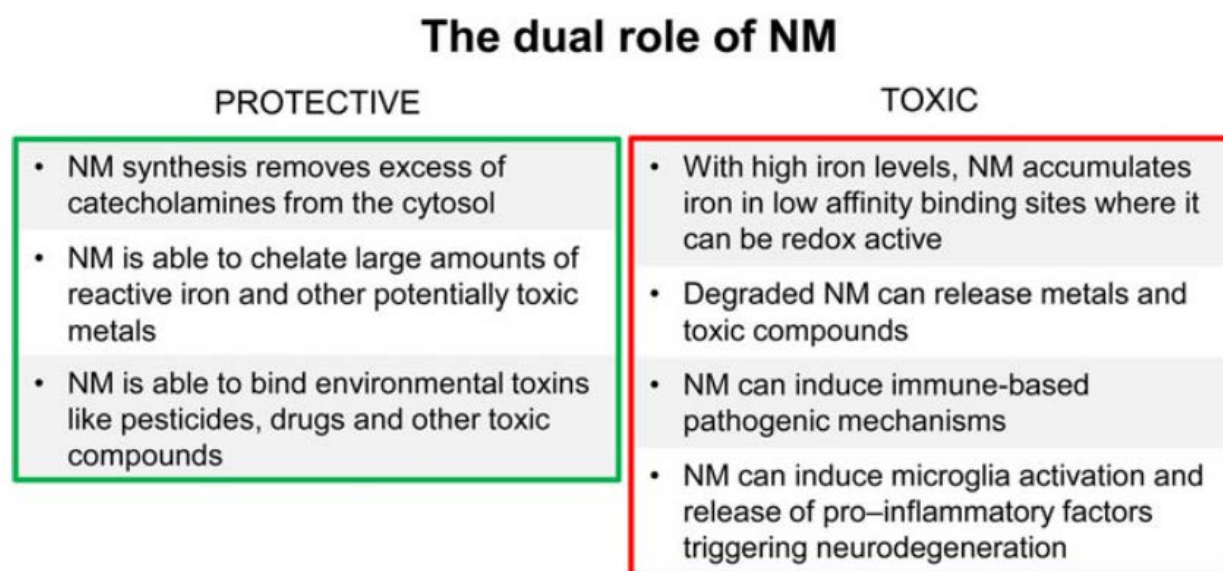 The dual role of NM
PROTECTIVE
• NM synthesis removes excess of
catecholamines from the cytosol
• NM is able to chelate large amounts of
reactive iron and other potentially toxic
metals
• NM is able to bind environmental toxins
like pesticides, drugs and other toxic
compounds
TOXIC
• With high iron levels, NM accumulates
iron in low affinity binding sites where it
can be redox active
• Degraded NM can release metals and
toxic compounds
• NM can induce immune-based
pathogenic mechanisms
• NM can induce microglia activation and
release of pro–inflammatory factors
triggering neurodegeneration